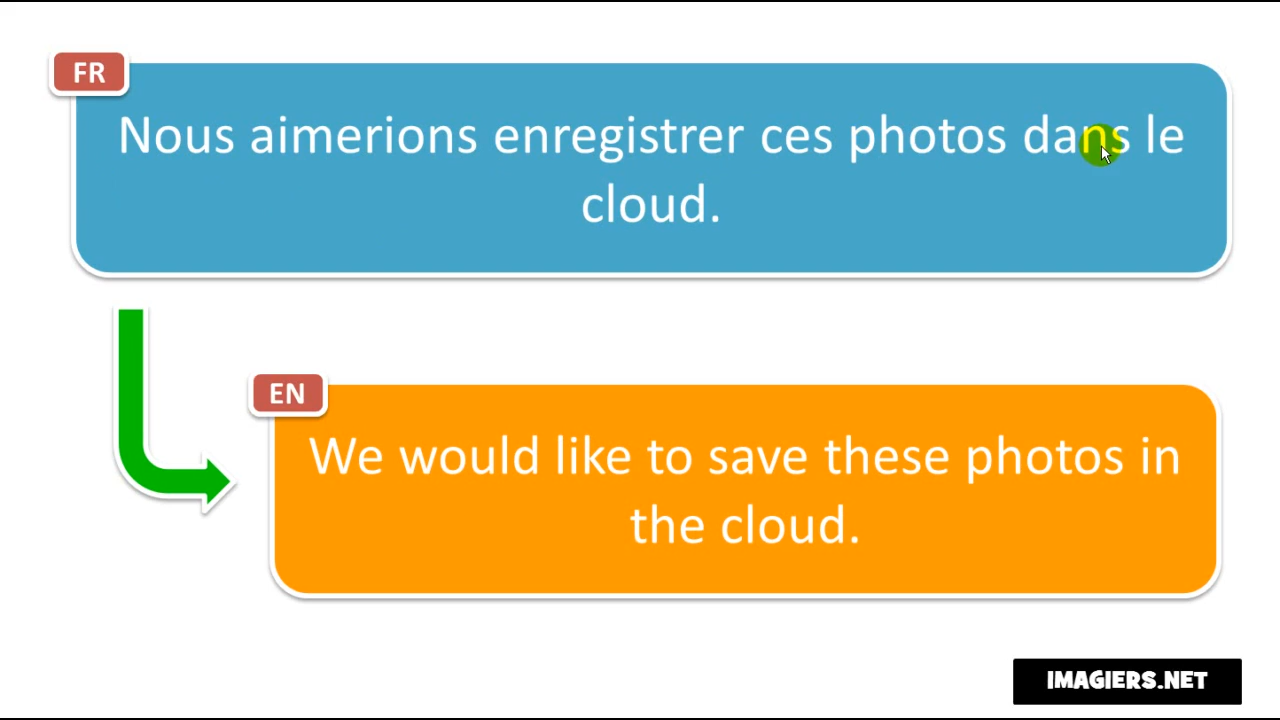 FR
Nous aimerions enregistrer ces photos dans le
cloud.
EN
We would like to save these photos in
the cloud.
IMAGIERS.NET